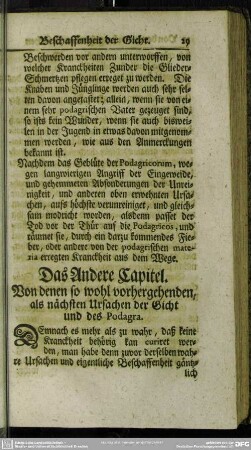 Beschaffenheit der Gicht. 29
Beschwerden vor andern unterworffen, von
welcher Kranckheiten Zunder die Glieder-
Schmertzen pflegen erreget zu werden. Die
Knaben und Jünglinge werden auch sehr sel-
ten davon angetastet; allein, wenn sie von ei-
nem sehr podagrischen Vater gezeuget sind,
so ists kein Wunder, wenn sie auch biswei-
len in der Jugend in etwas davon mitgenom-
men werden, wie aus den Anmerckungen
bekannt ist.
Nachdem das Geblüte der Podagricorum, we-
gen langwierigen Angriff der Eingeweide,
und gehemmeten Absonderungen der Unrei-
nigkeit, und anderen oben erwehnten Ursa-
chen, aufs höchste verunreiniget, und gleich-
sam modricht worden, alsdenn passet der
Tod vor der Thür auf die Podagricos, und
räumet sie, durch ein darzu kommendes Fie-
ber, oder andere von der podagrischen mate-
ria erregten Kranckheit aus dem Wege.
Das Andere Capitel.
Von denen so wohl vorhergehenden,
als nächsten Ursachen der Gicht
und des Podagra.
Demnach es mehr als zu wahr, daß keine
Kranckheit behörig kan curiret wer-
den, man habe denn zuvor derselben wah-
re Ursachen und eigentliche Beschaffenheit gäntz-
lich